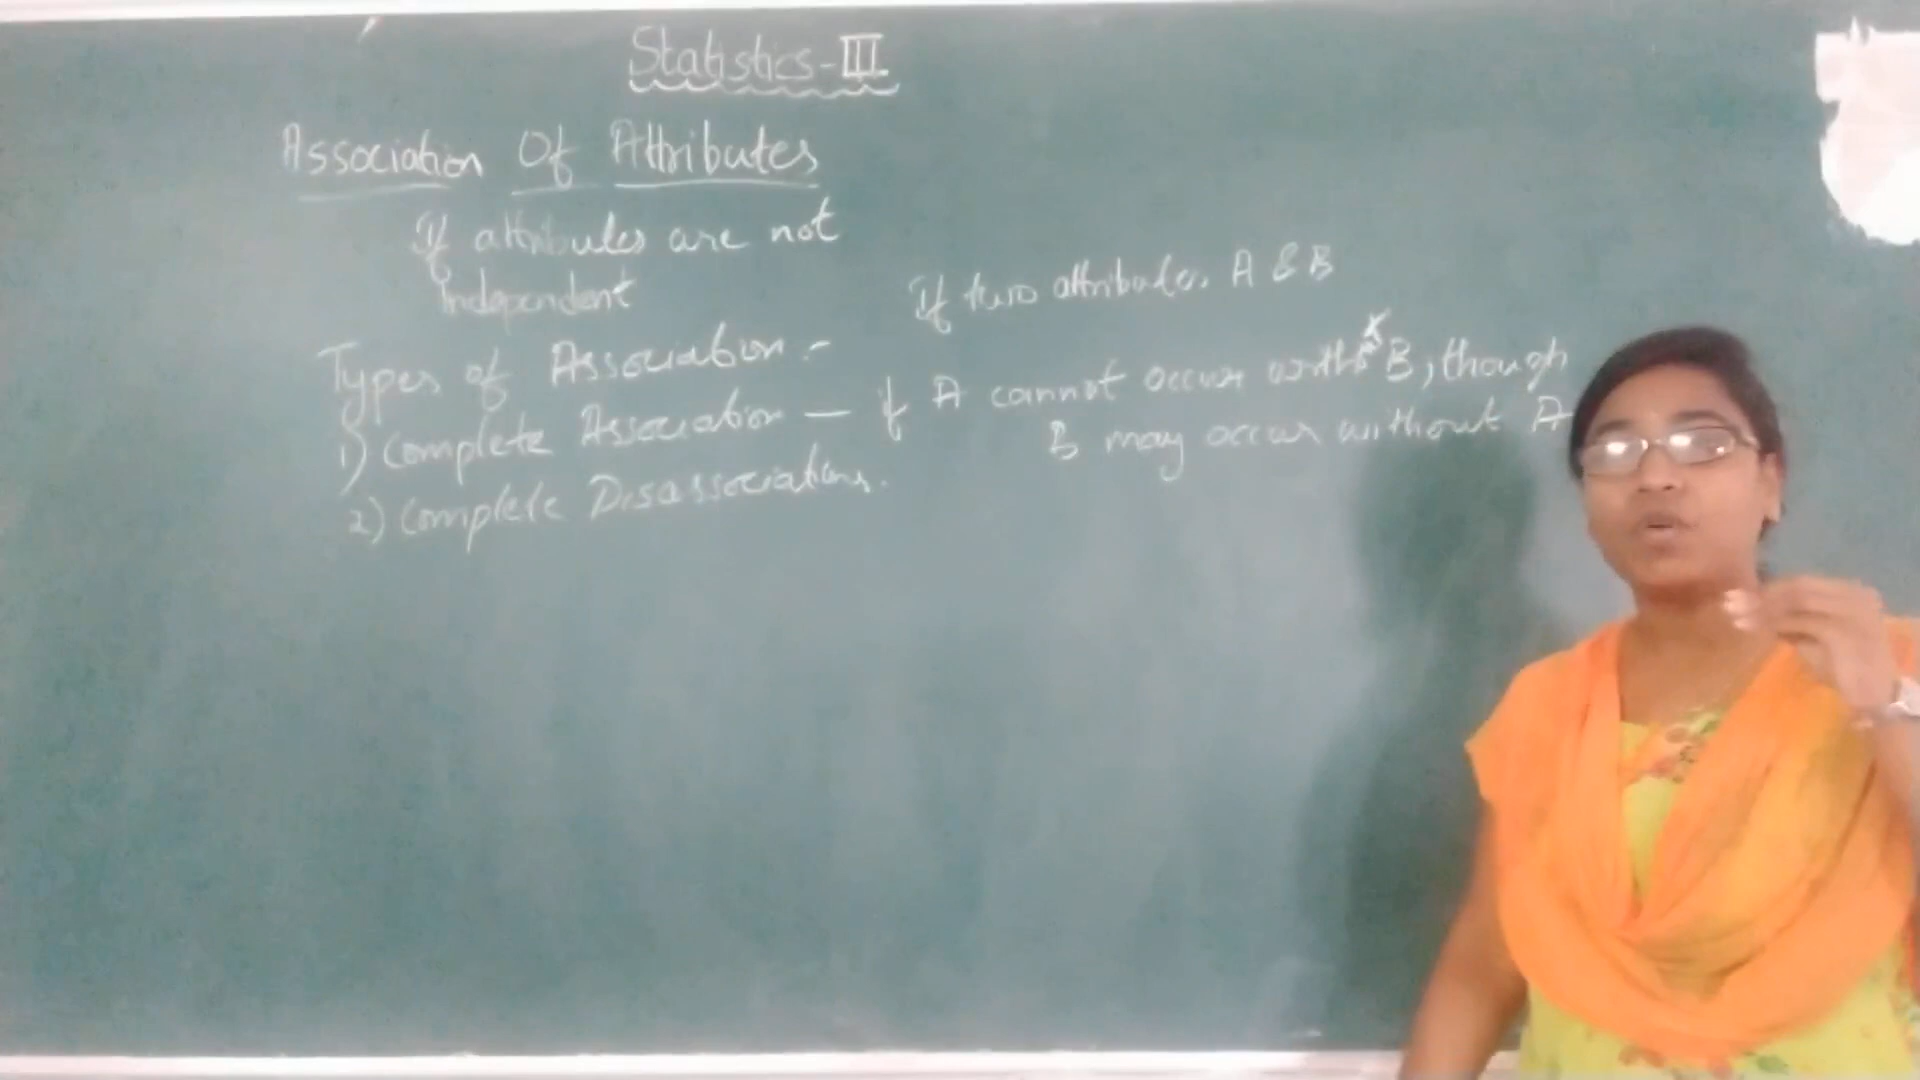 Statistics-III
Association Of Attributes
If attributes are not
Independent
If two attributes A & B
Types of Association :-
1) Complete Association — if A cannot occur B, though
B may occur without A
2) Complete Disassociations.